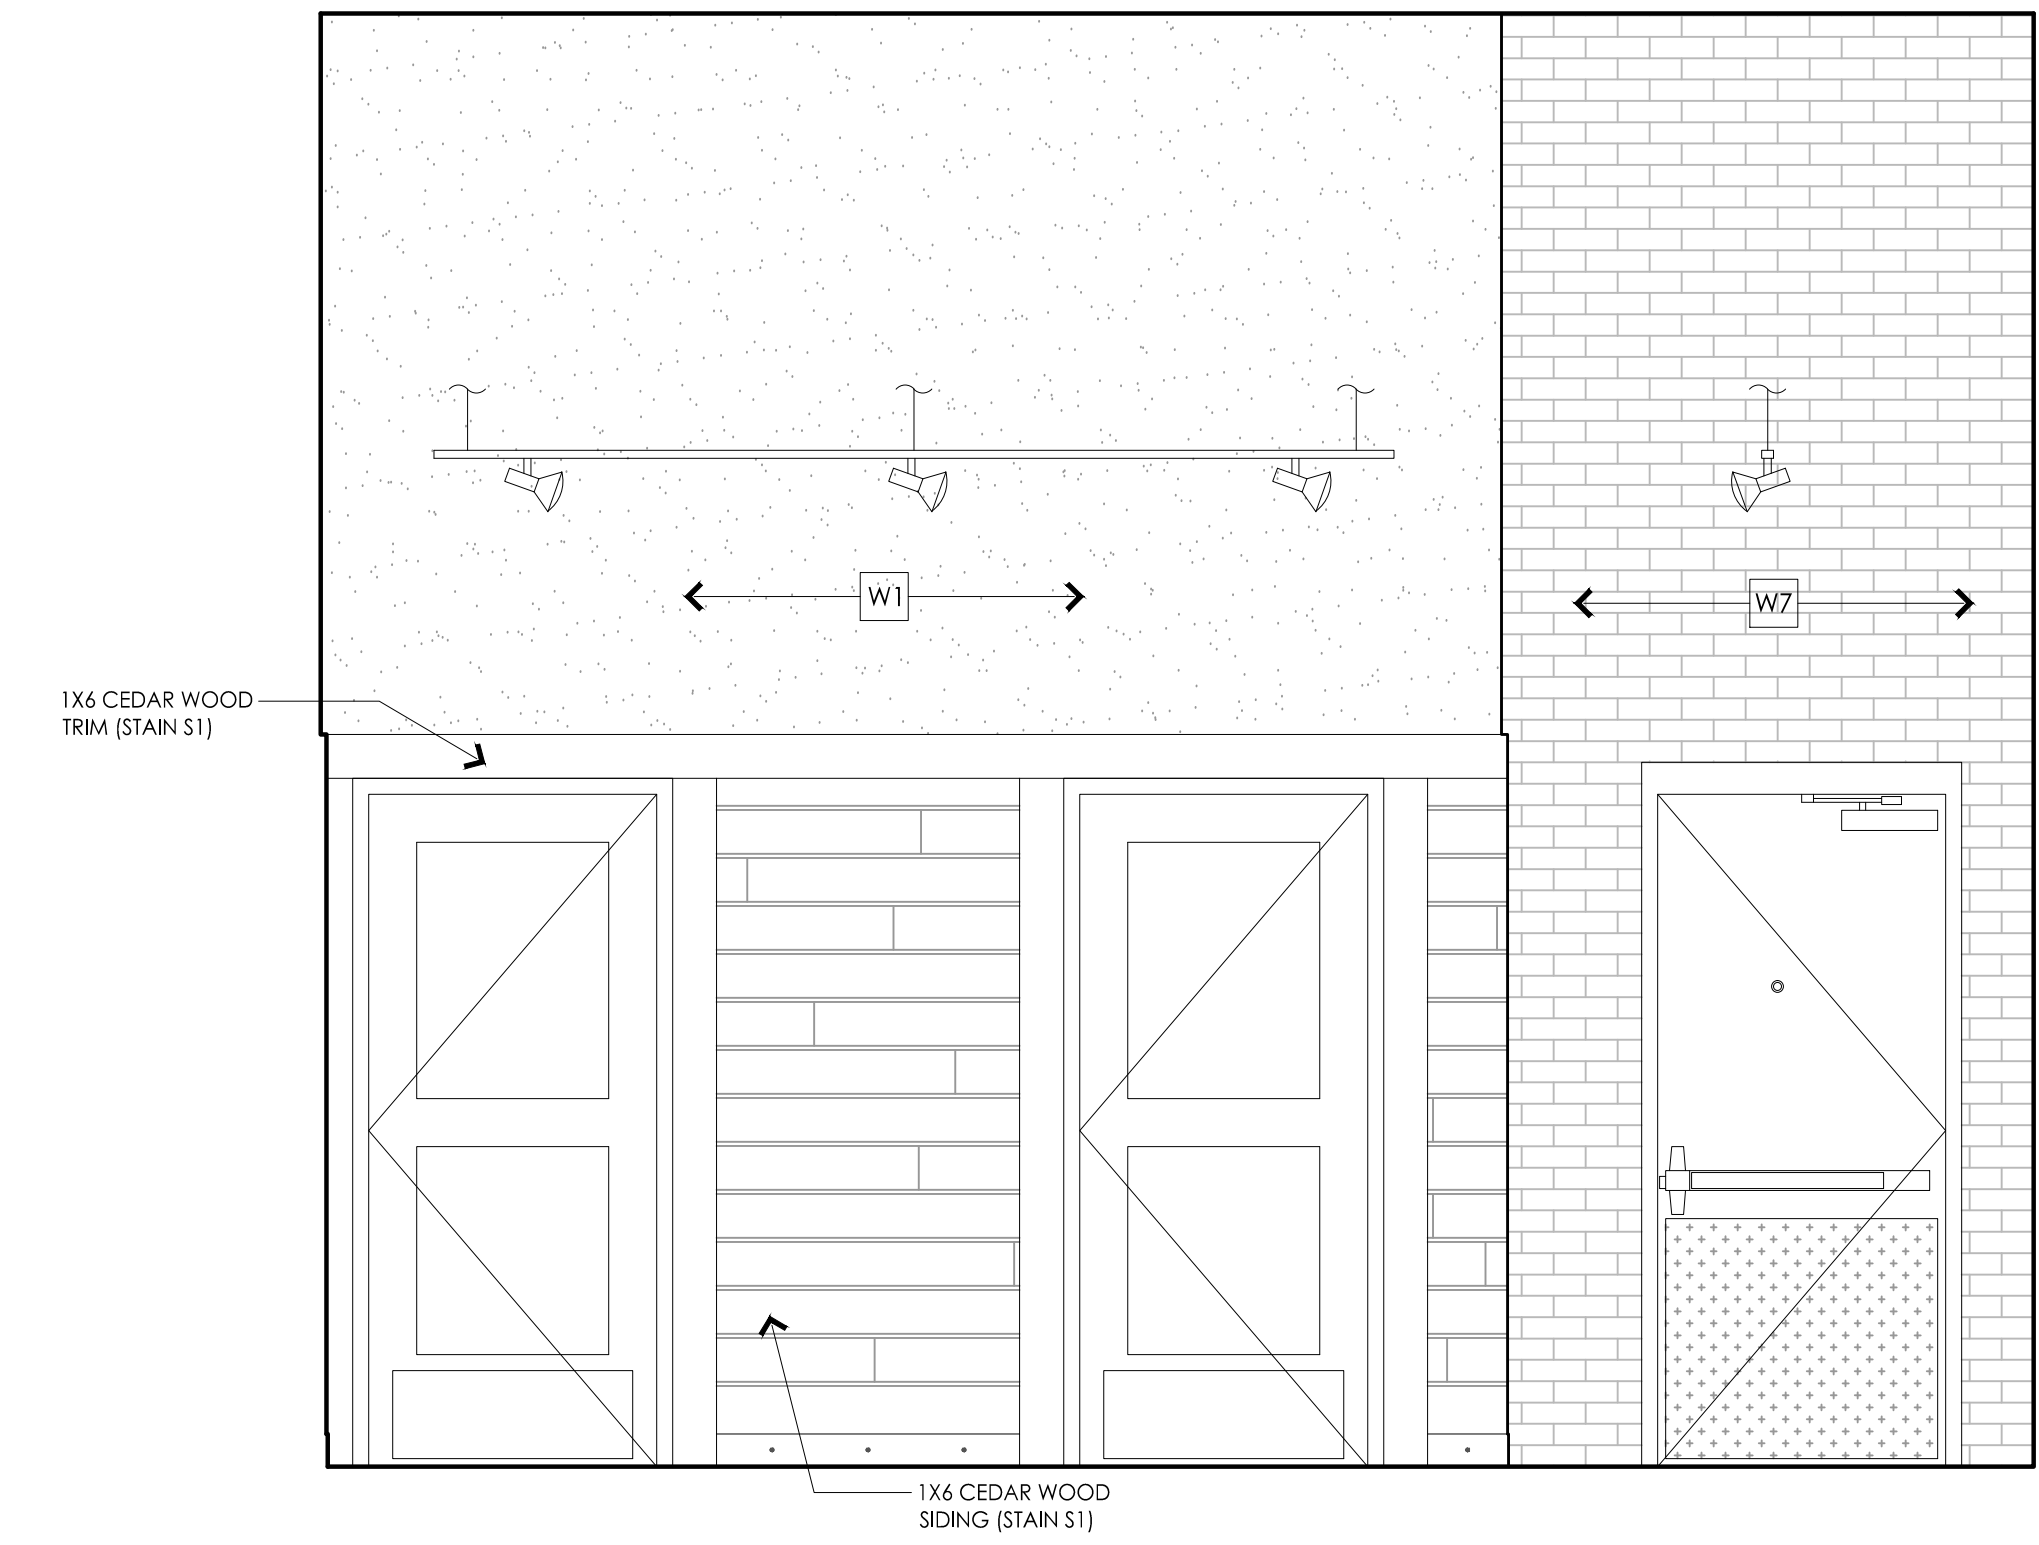 W1
W7
1X6 CEDAR WOOD
TRIM (STAIN S1)
1X6 CEDAR WOOD
SIDING (STAIN S1)